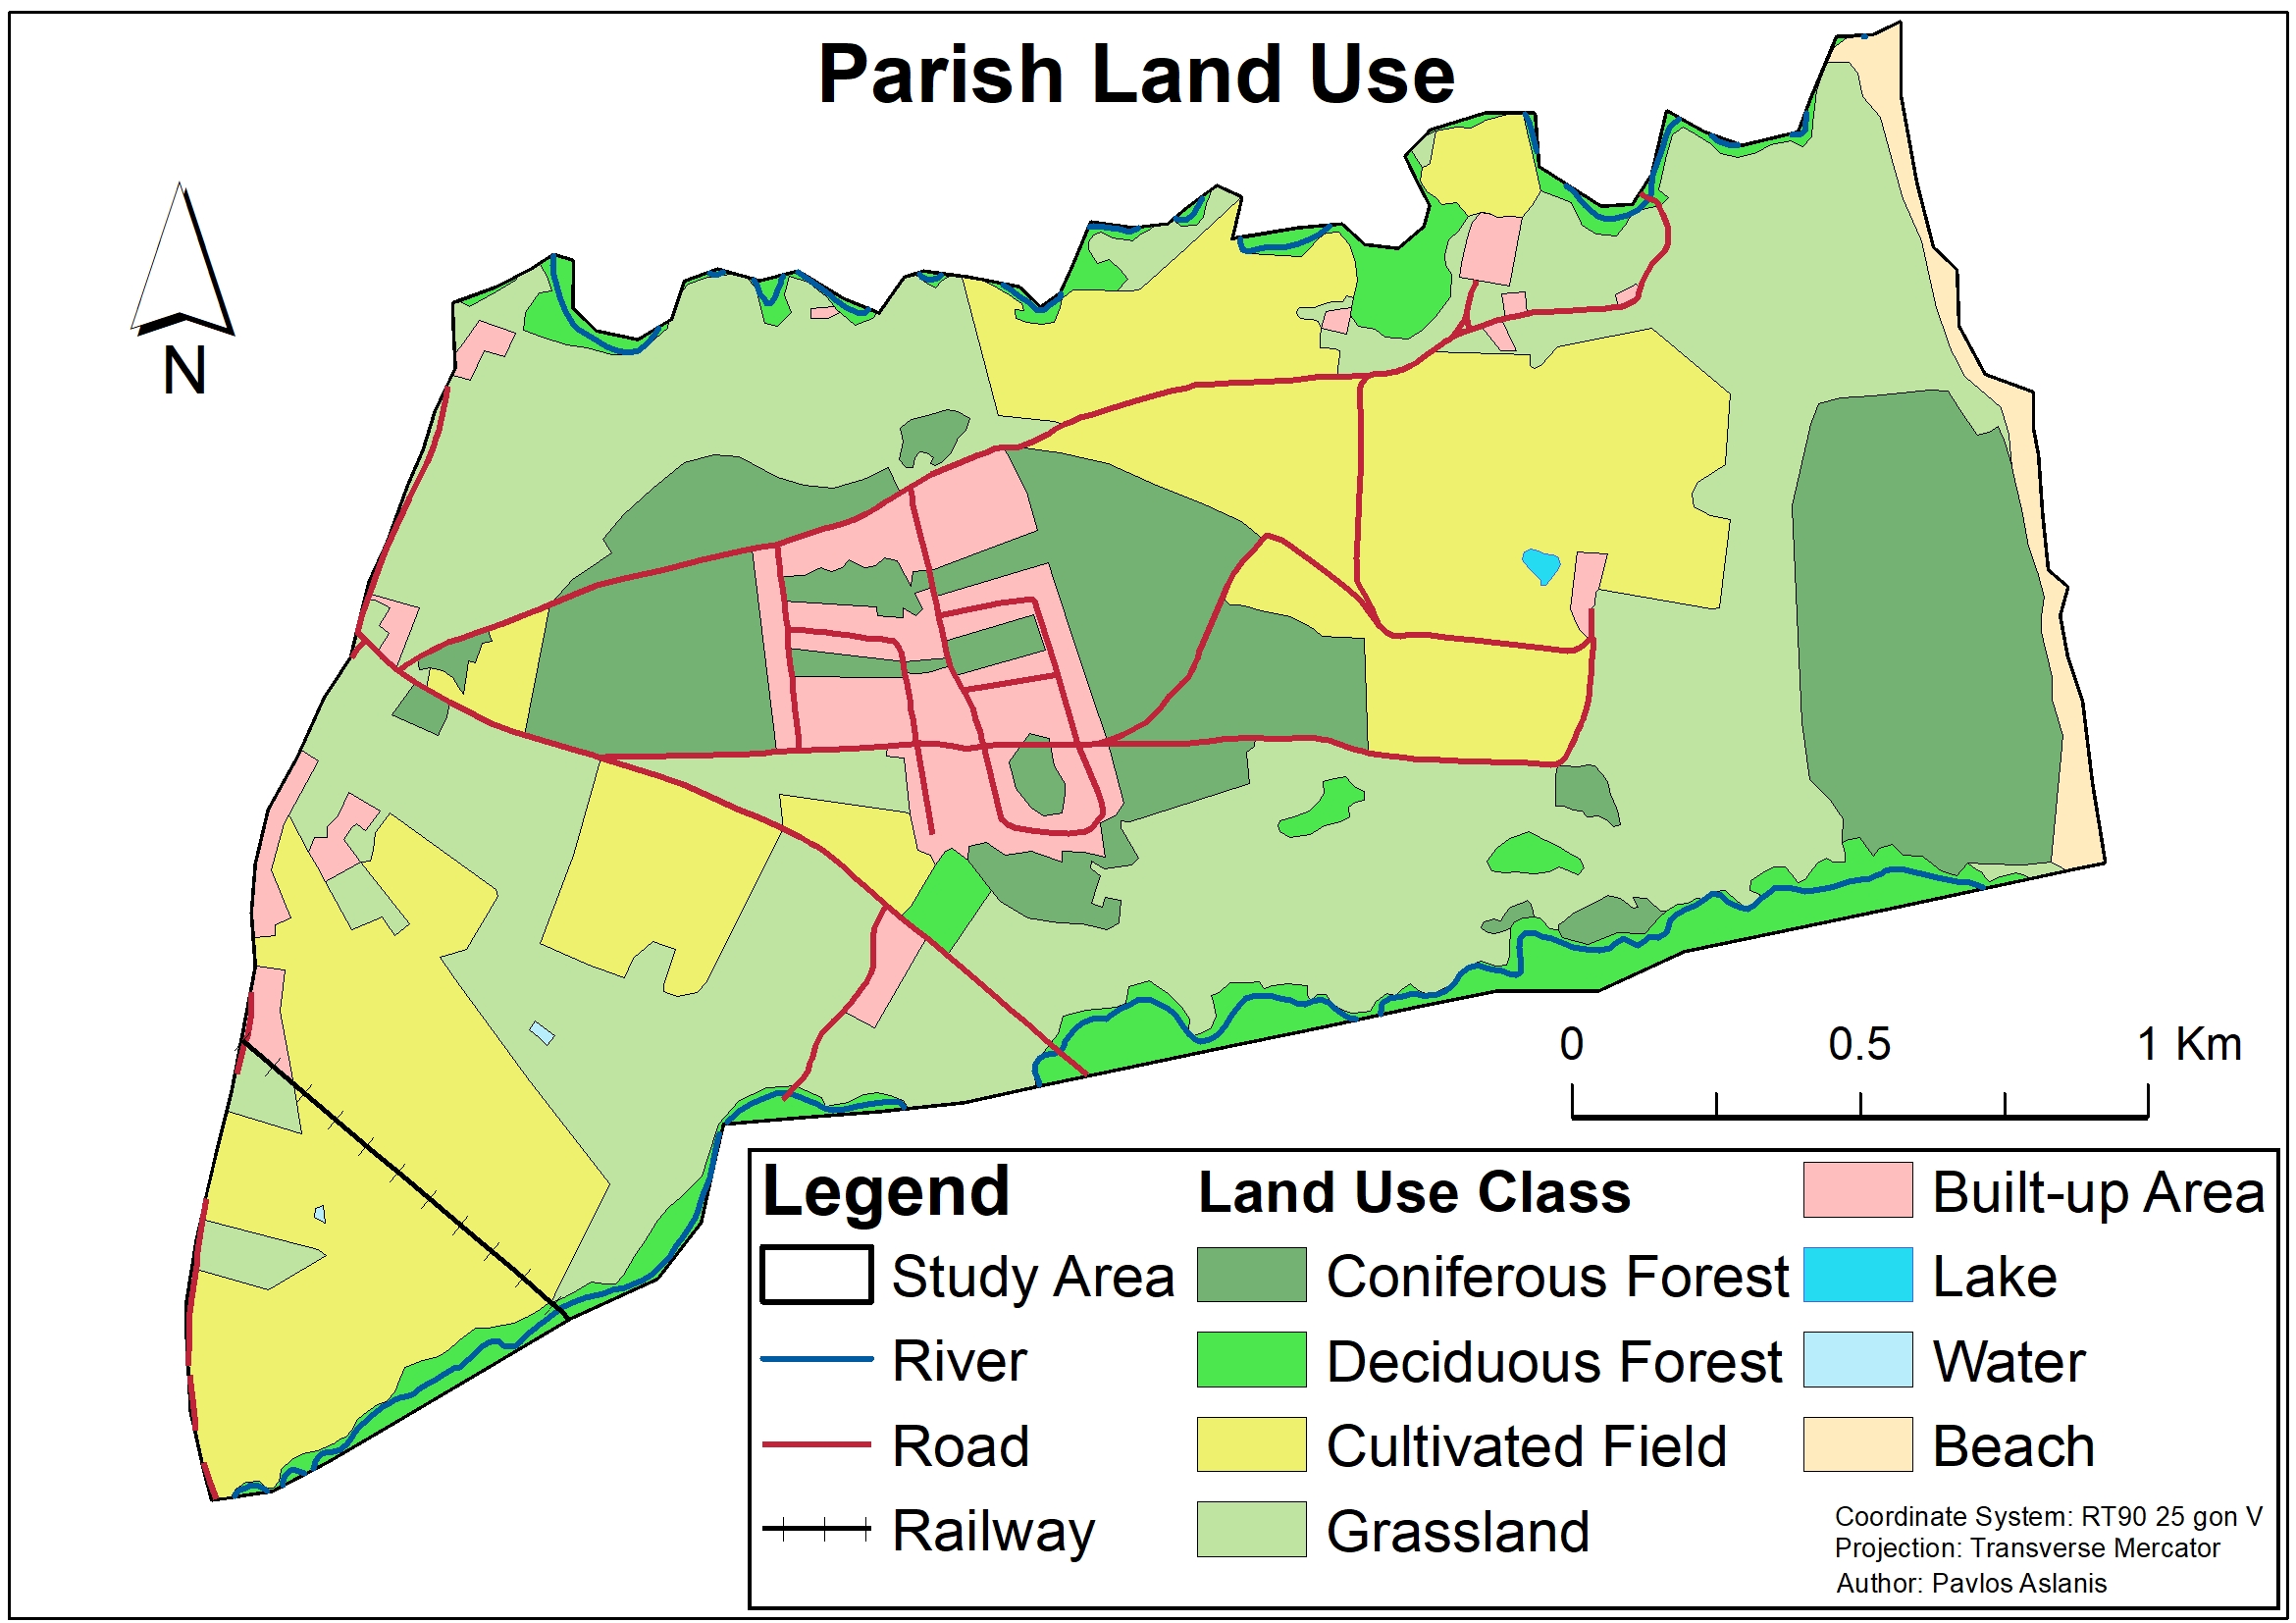 Parish Land Use
N
0 0.5 1 Km
Legend
Study Area
River
Road
Railway
Land Use Class
Coniferous Forest
Deciduous Forest
Cultivated Field
Grassland
Built-up Area
Lake
Water
Beach
Coordinate System: RT90 25 gon V
Projection: Transverse Mercator
Author: Pavlos Aslanis